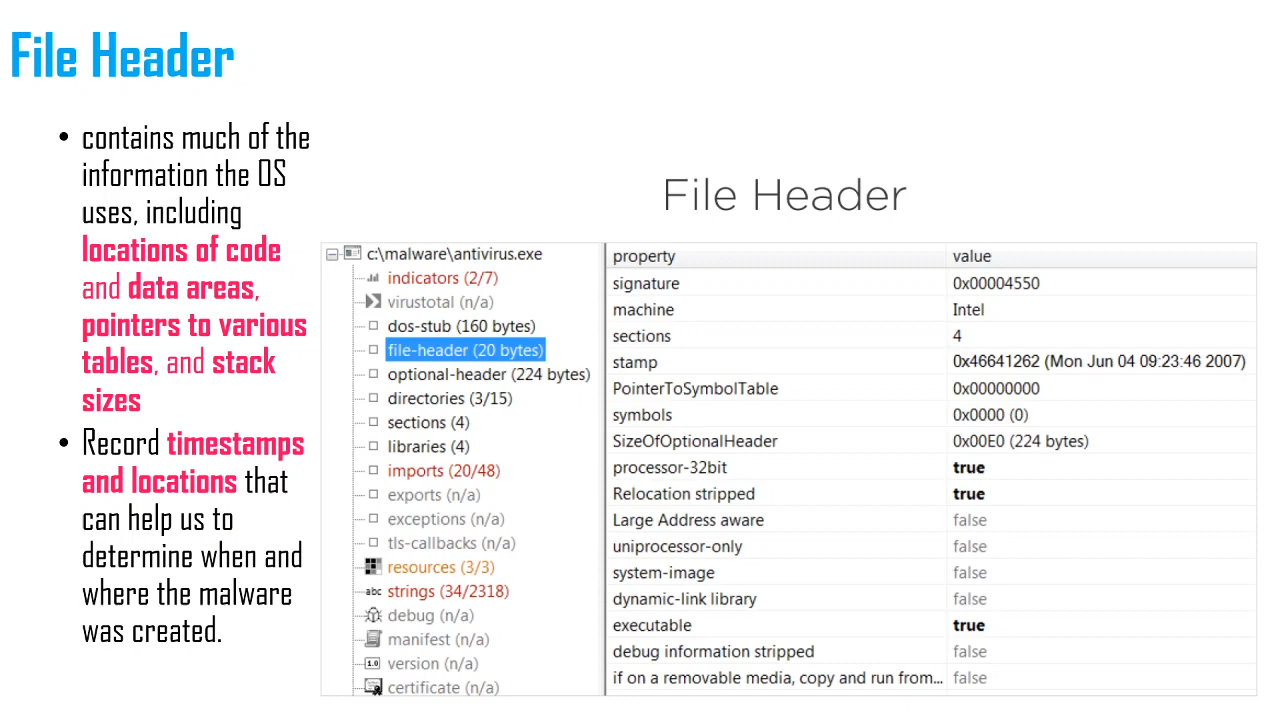 File Header
• contains much of the
information the OS
uses, including
locations of code
and data areas,
pointers to various
tables, and stack
sizes
• Record timestamps
and locations that
can help us to
determine when and
where the malware
was created.
File Header
c:\malware\antivirus.exe
indicators (2/7)
virustotal (n/a)
dos-stub (160 bytes)
file-header (20 bytes)
optional-header (224 bytes)
directories (3/15)
sections (4)
libraries (4)
imports (20/48)
exports (n/a)
exceptions (n/a)
tls-callbacks (n/a)
resources (3/3)
abc strings (34/2318)
debug (n/a)
manifest (n/a)
1.0 version (n/a)
certificate (n/a)
property value
signature 0x00004550
machine Intel
sections 4
stamp 0x46641262 (Mon Jun 04 09:23:46 2007)
PointerToSymbolTable 0x00000000
symbols 0x0000 (0)
SizeOfOptionalHeader 0x00E0 (224 bytes)
processor-32bit true
Relocation stripped true
Large Address aware false
uniprocessor-only false
system-image false
dynamic-link library false
executable true
debug information stripped false
if on a removable media, copy and run from... false